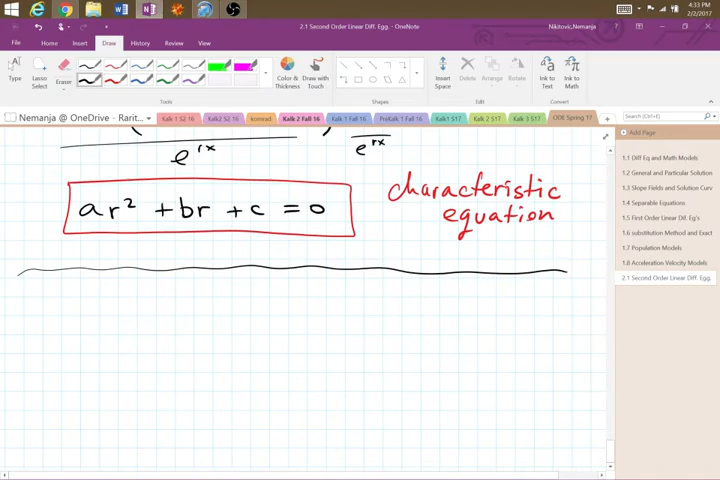 4:33 PM
2/2/2017
2.1 Second Order Linear Diff. Egg. - OneNote
Nikitovic, Nemanja
File Home Insert Draw History Review View
Type
Lasso Select
Eraser
Color & Thickness
Draw with Touch
Insert Space
Delete
Arrange
Rotate
Ink to Text
Ink to Math
Tools Shapes Edit Convert
Nemanja @ OneDrive - Rarit...
Kalk 1 S2 16 Kalk2 S2 16 komrad Kalk 2 Fall 16 Kalk 1 Fall 16 PreKalk 1 Fall 16 Kalk1 S17 Kalk 2 S17 Kalk 3 S17 ODE Spring 17
Search (Ctrl+E)
Add Page
1.1 Diff Eq and Math Models
1.2 General and Particular Solution
1.3 Slope Fields and Solution Curv
1.4 Separable Equations
1.5 First Order Linear Diff. Eg's
1.6 substitution Method and Exact
1.7 Population Models
1.8 Acceleration Velocity Models
2.1 Second Order Linear Diff. Egg.
e^rx e^rx
ar² + br + c = 0
characteristic
equation